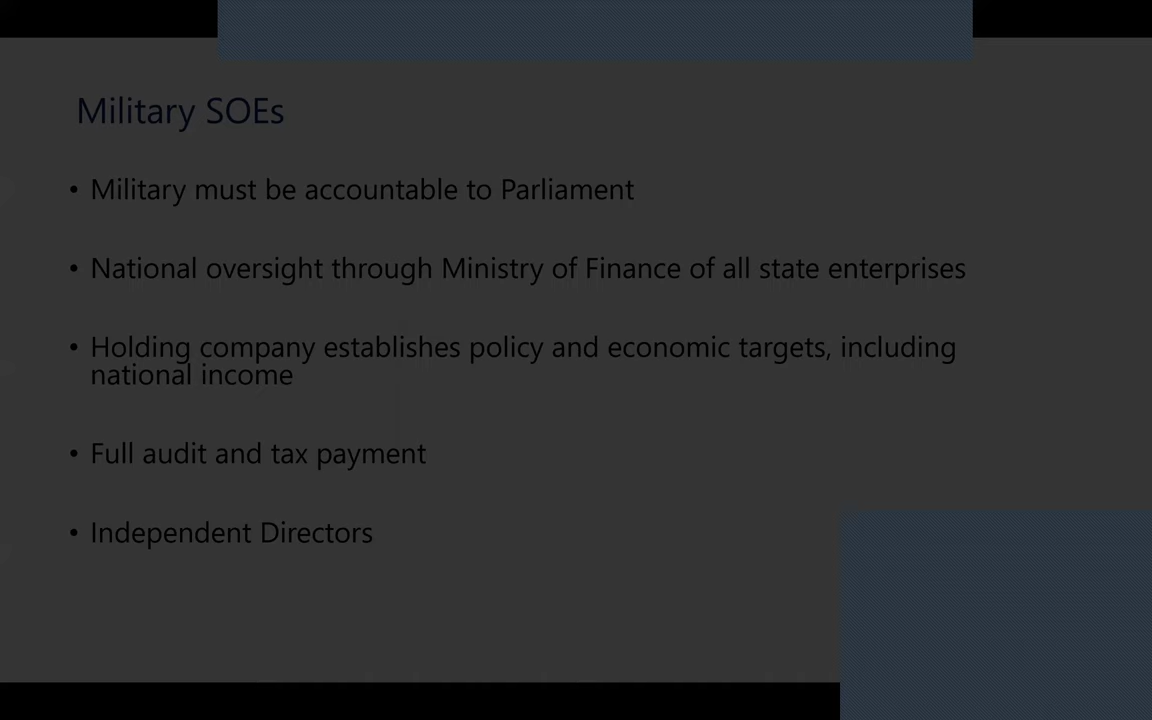 Military SOEs
• Military must be accountable to Parliament
• National oversight through Ministry of Finance of all state enterprises
• Holding company establishes policy and economic targets, including
national income
• Full audit and tax payment
• Independent Directors